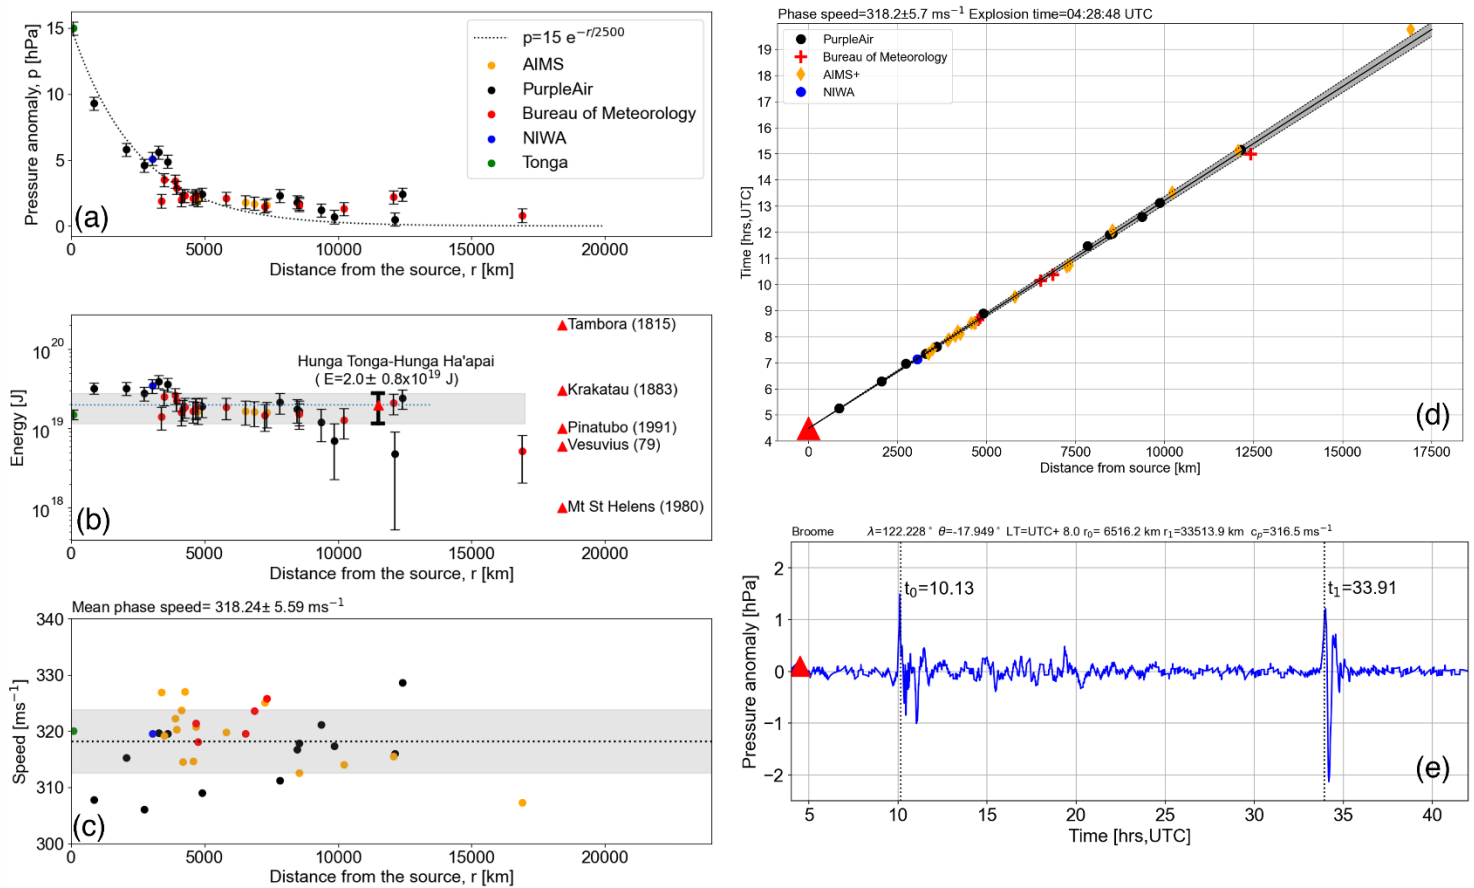 p=15 e^{-r/2500}
AIMS
PurpleAir
Bureau of Meteorology
NIWA
Tonga
15
10
5
0
Pressure anomaly, p [hPa]
(a)
0 5000 10000 15000 20000
Distance from the source, r [km]
Tambora (1815)
Hunga Tonga-Hunga Ha'apai
( E=2.0± 0.8x10^{19} J)
Krakatau (1883)
Pinatubo (1991)
Vesuvius (79)
Mt St Helens (1980)
10^{20}
10^{19}
10^{18}
Energy [J]
(b)
0 5000 10000 15000 20000
Distance from the source, r [km]
Mean phase speed= 318.24± 5.59 ms^{-1}
340
330
320
310
300
Speed [ms^{-1}]
(c)
0 5000 10000 15000 20000
Distance from the source, r [km]
Phase speed=318.2±5.7 ms^{-1} Explosion time=04:28:48 UTC
PurpleAir
Bureau of Meteorology
AIMS+
NIWA
19
18
17
16
15
14
13
12
11
10
9
8
7
6
5
4
Time [hrs,UTC]
(d)
0 2500 5000 7500 10000 12500 15000 17500
Distance from source [km]
Broome λ=122.228° θ=-17.949° LT=UTC+ 8.0 r_0= 6516.2 km r_1=33513.9 km c_p=316.5 ms^{-1}
t_0=10.13
t_1=33.91
2
1
0
−1
−2
Pressure anomaly [hPa]
(e)
5 10 15 20 25 30 35 40
Time [hrs,UTC]